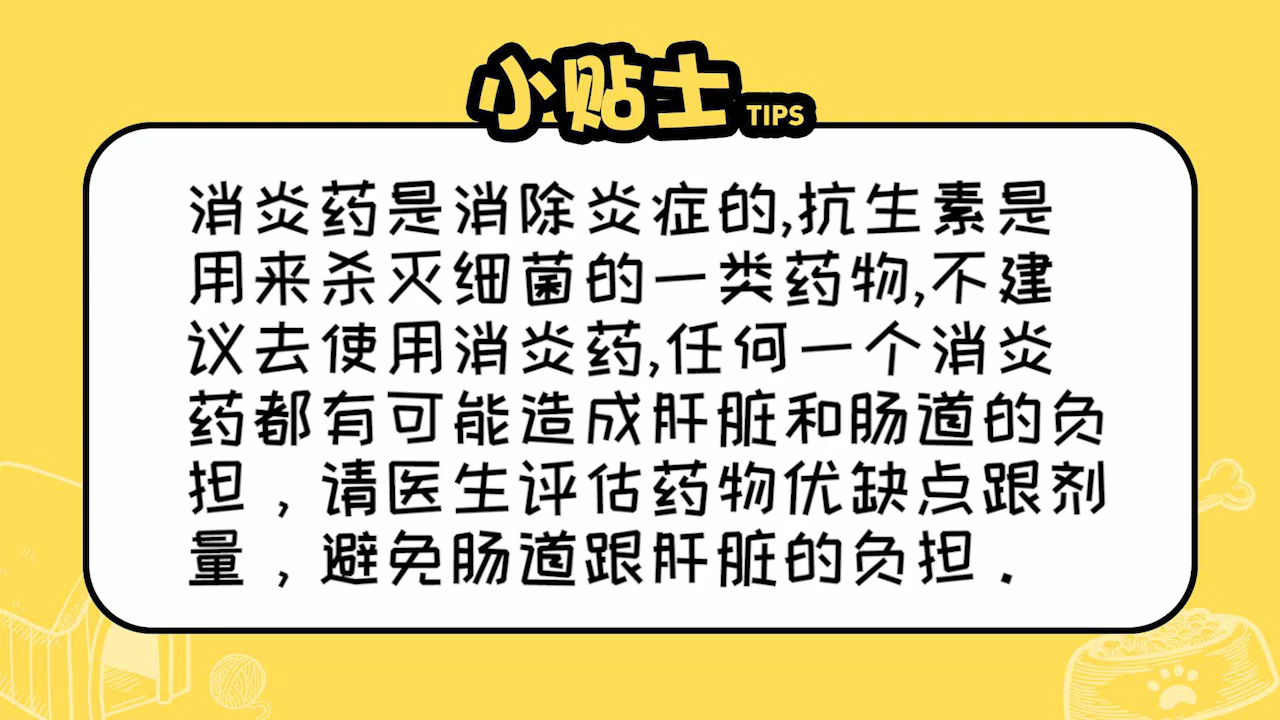 小贴士 TIPS
消炎药是消除炎症的,抗生素是
用来杀灭细菌的一类药物,不建
议去使用消炎药,任何一个消炎
药都有可能造成肝脏和肠道的负
担，请医生评估药物优缺点跟剂
量，避免肠道跟肝脏的负担.